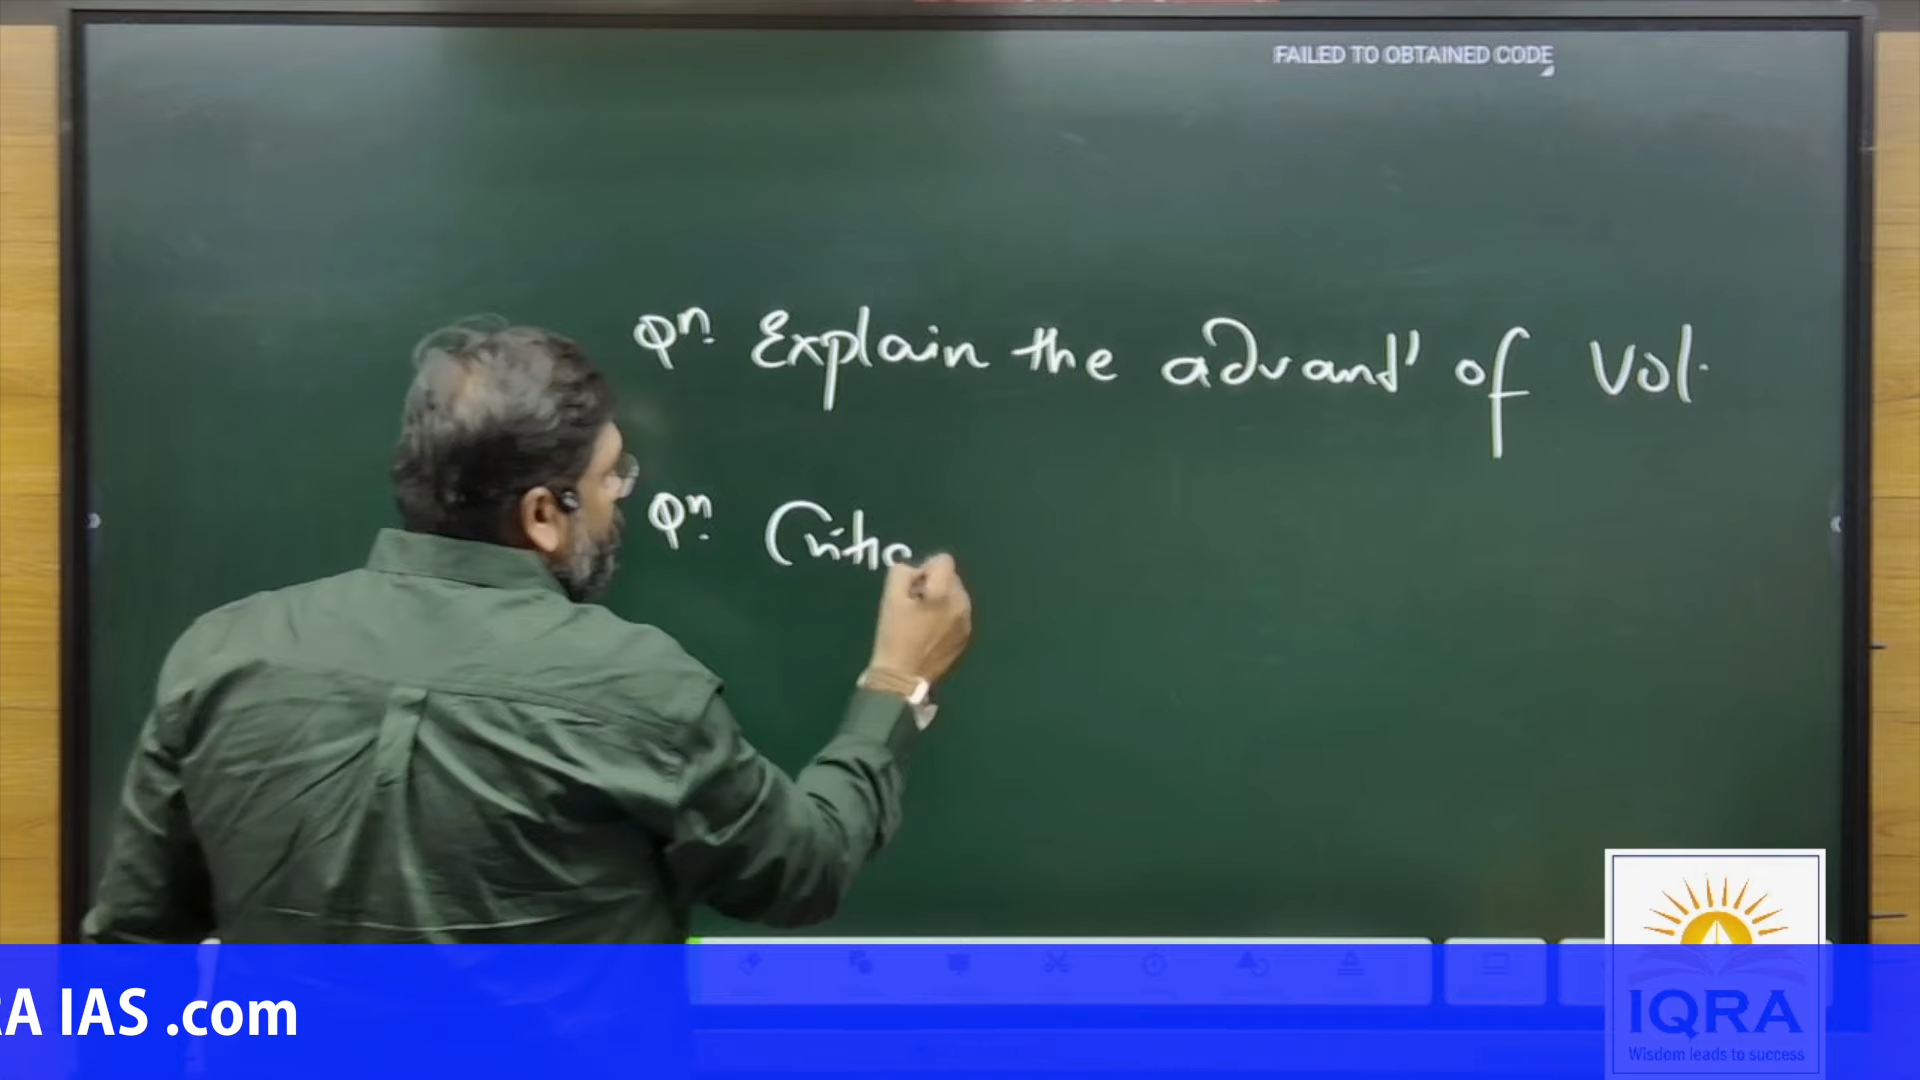 FAILED TO OBTAINED CODE
Qn. Explain the advant' of Vol.
Qn. Critic
RA IAS .com
IQRA
Wisdom leads to success